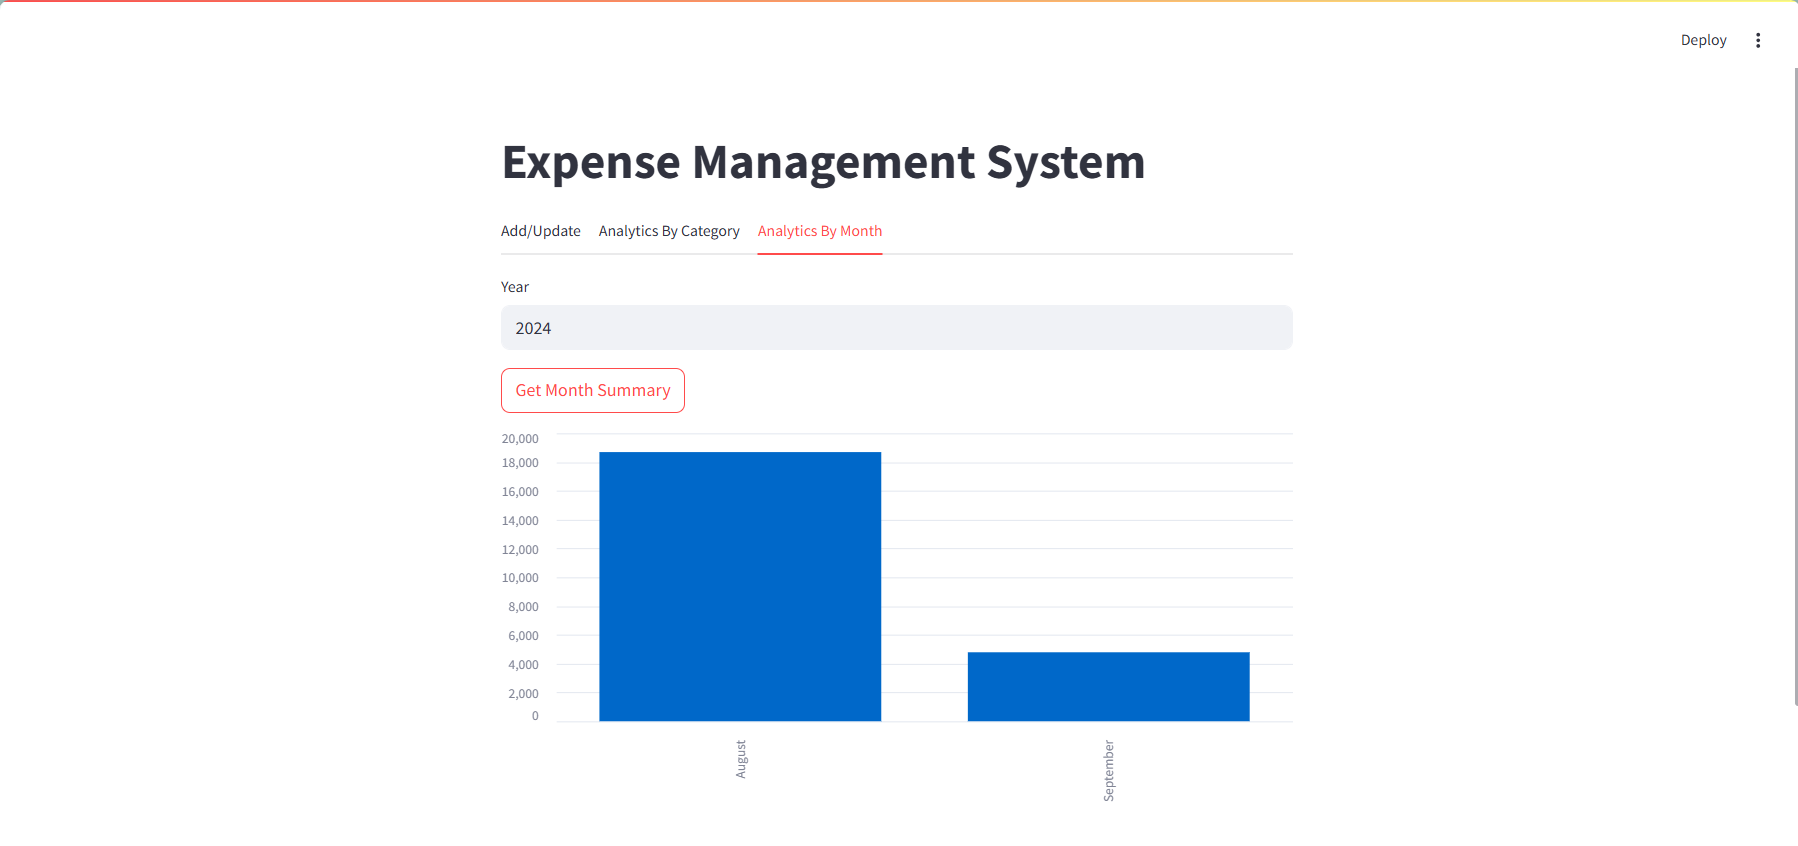 Deploy
Expense Management System
Add/Update Analytics By Category Analytics By Month
Year
2024
Get Month Summary
20,000
18,000
16,000
14,000
12,000
10,000
8,000
6,000
4,000
2,000
0
August September